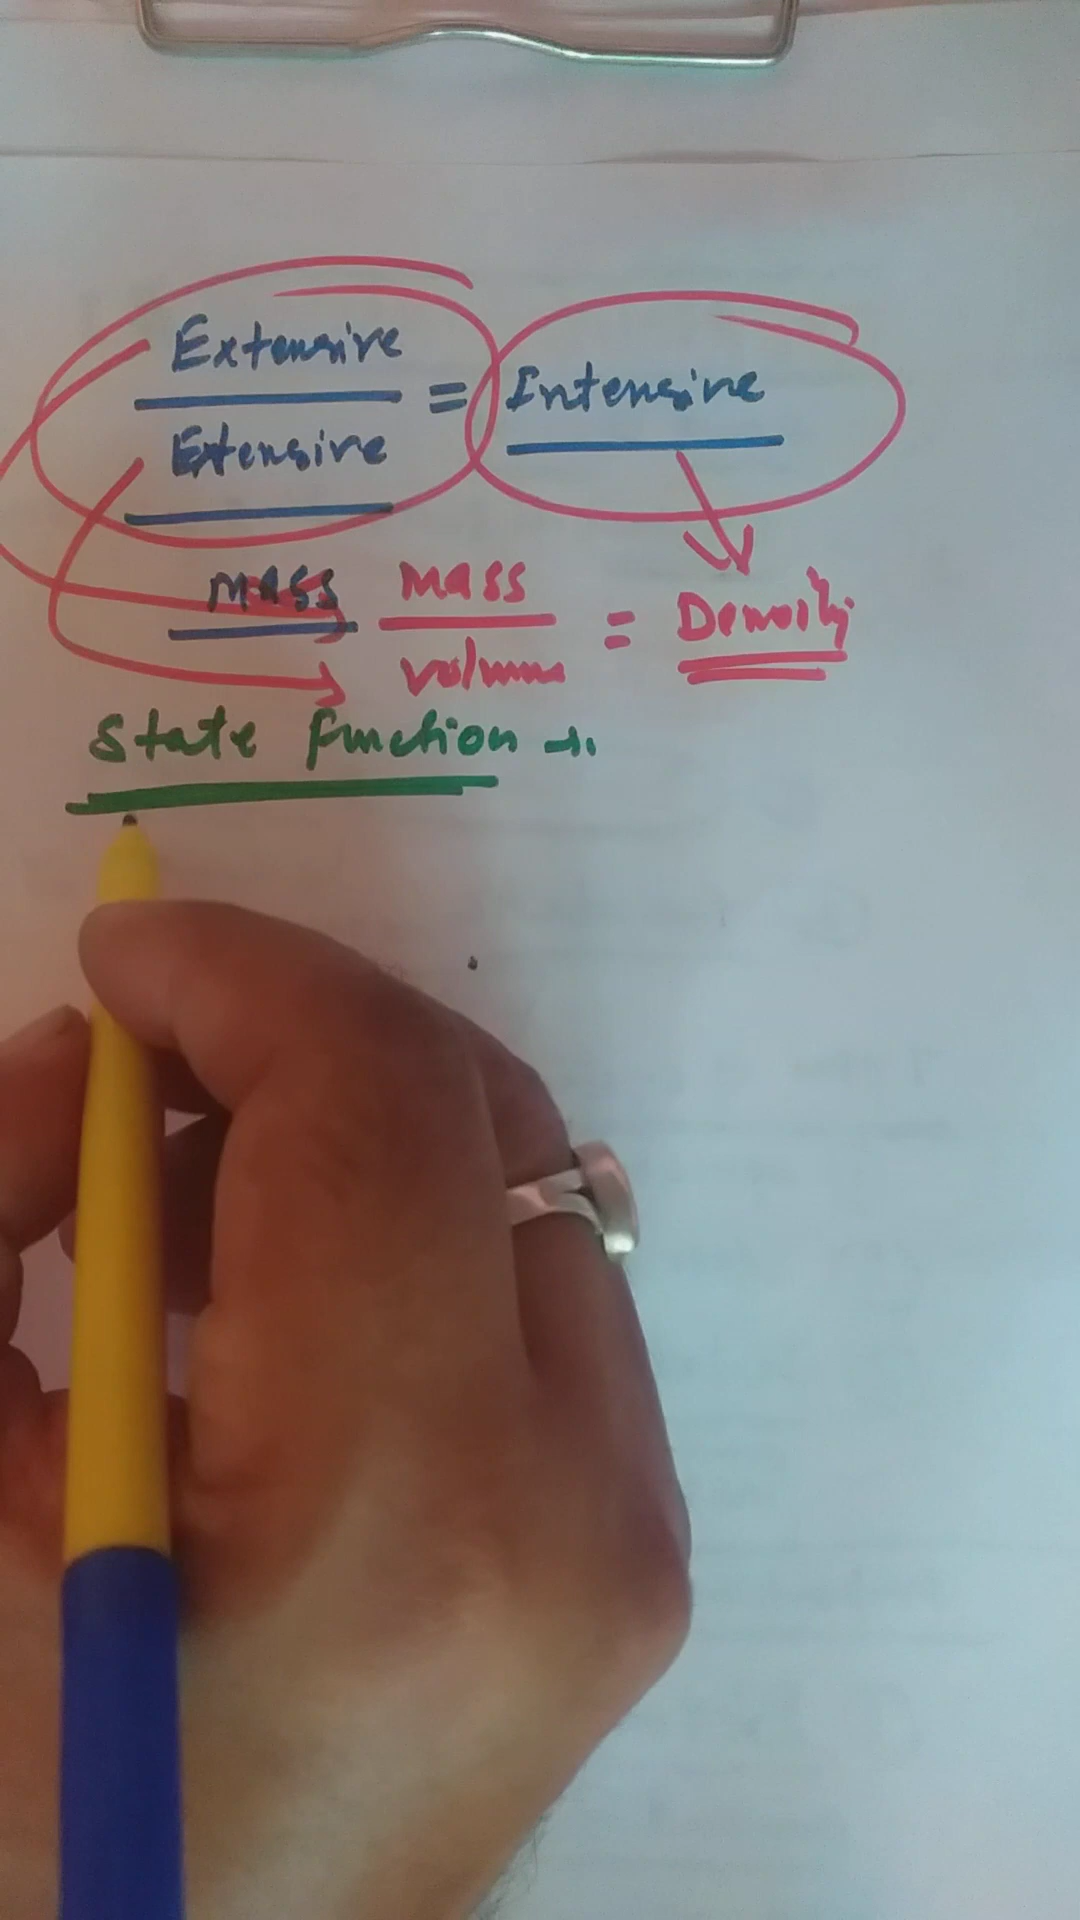 Extensive
Extensive = Intensive
mass mass
volume = Density
State function →